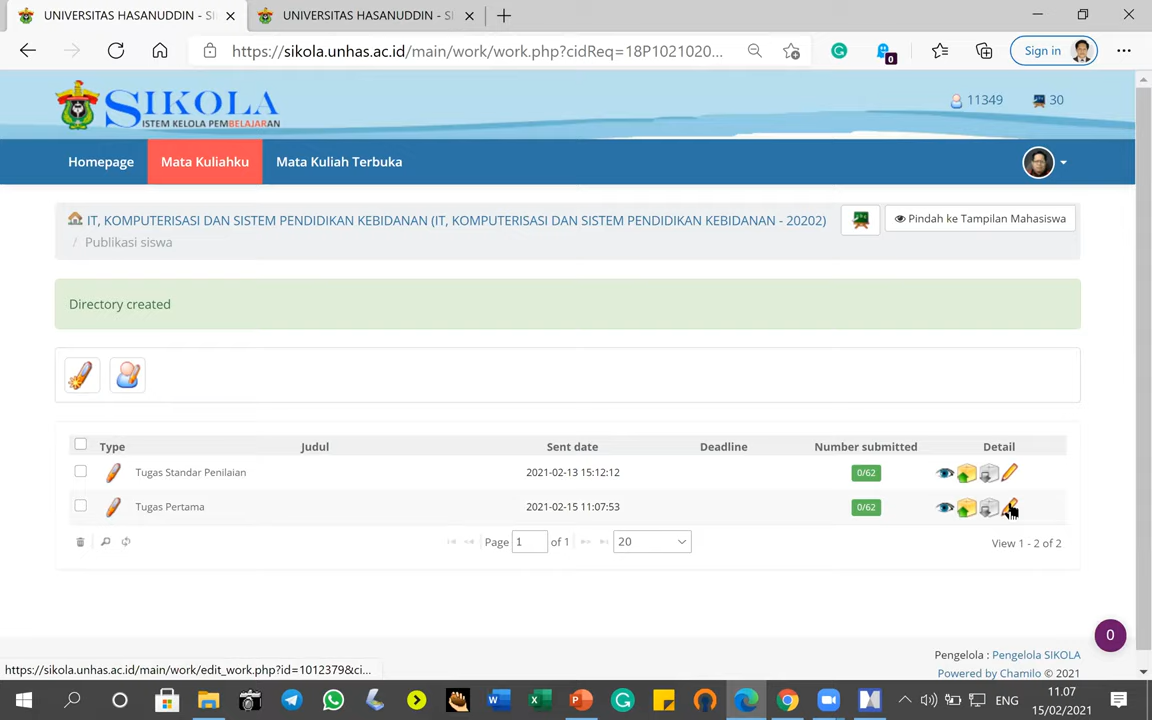 UNIVERSITAS HASANUDDIN - SI
UNIVERSITAS HASANUDDIN - SI
https://sikola.unhas.ac.id/main/work/work.php?cidReq=18P1021020...
0
Sign in
SIKOLA
ISTEM KELOLA PEMBELAJARAN
11349
30
Homepage
Mata Kuliahku
Mata Kuliah Terbuka
IT, KOMPUTERISASI DAN SISTEM PENDIDIKAN KEBIDANAN (IT, KOMPUTERISASI DAN SISTEM PENDIDIKAN KEBIDANAN - 20202)
Pindah ke Tampilan Mahasiswa
/ Publikasi siswa
Directory created
Type Judul Sent date Deadline Number submitted Detail
Tugas Standar Penilaian 2021-02-13 15:12:12 0/62
Tugas Pertama 2021-02-15 11:07:53 0/62
Page 1 of 1 20
View 1 - 2 of 2
0
Pengelola : Pengelola SIKOLA
Powered by Chamilo © 2021
https://sikola.unhas.ac.id/main/work/edit_work.php?id=1012379&ci...
ENG
11.07
15/02/2021